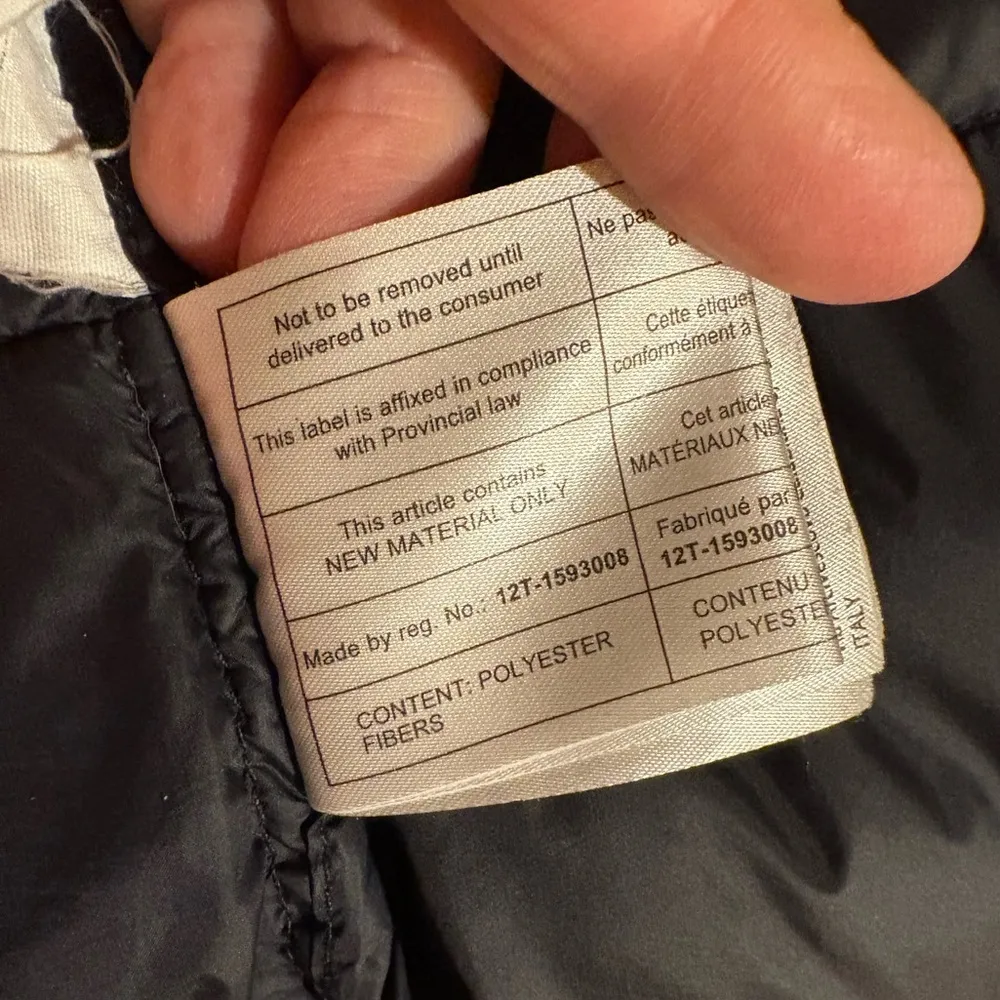 Not to be removed until
delivered to the consumer
Ne pas
This label is affixed in compliance
with Provincial law
Cette
conformément à
This article contains
NEW MATERIAL ONLY
Cet article
MATÉRIAUX
Made by reg. No.: 12T-1593008
Fabriqué par
12T-1593008
CONTENT: POLYESTER
FIBERS
CONTENU
POLYESTER
ITALY